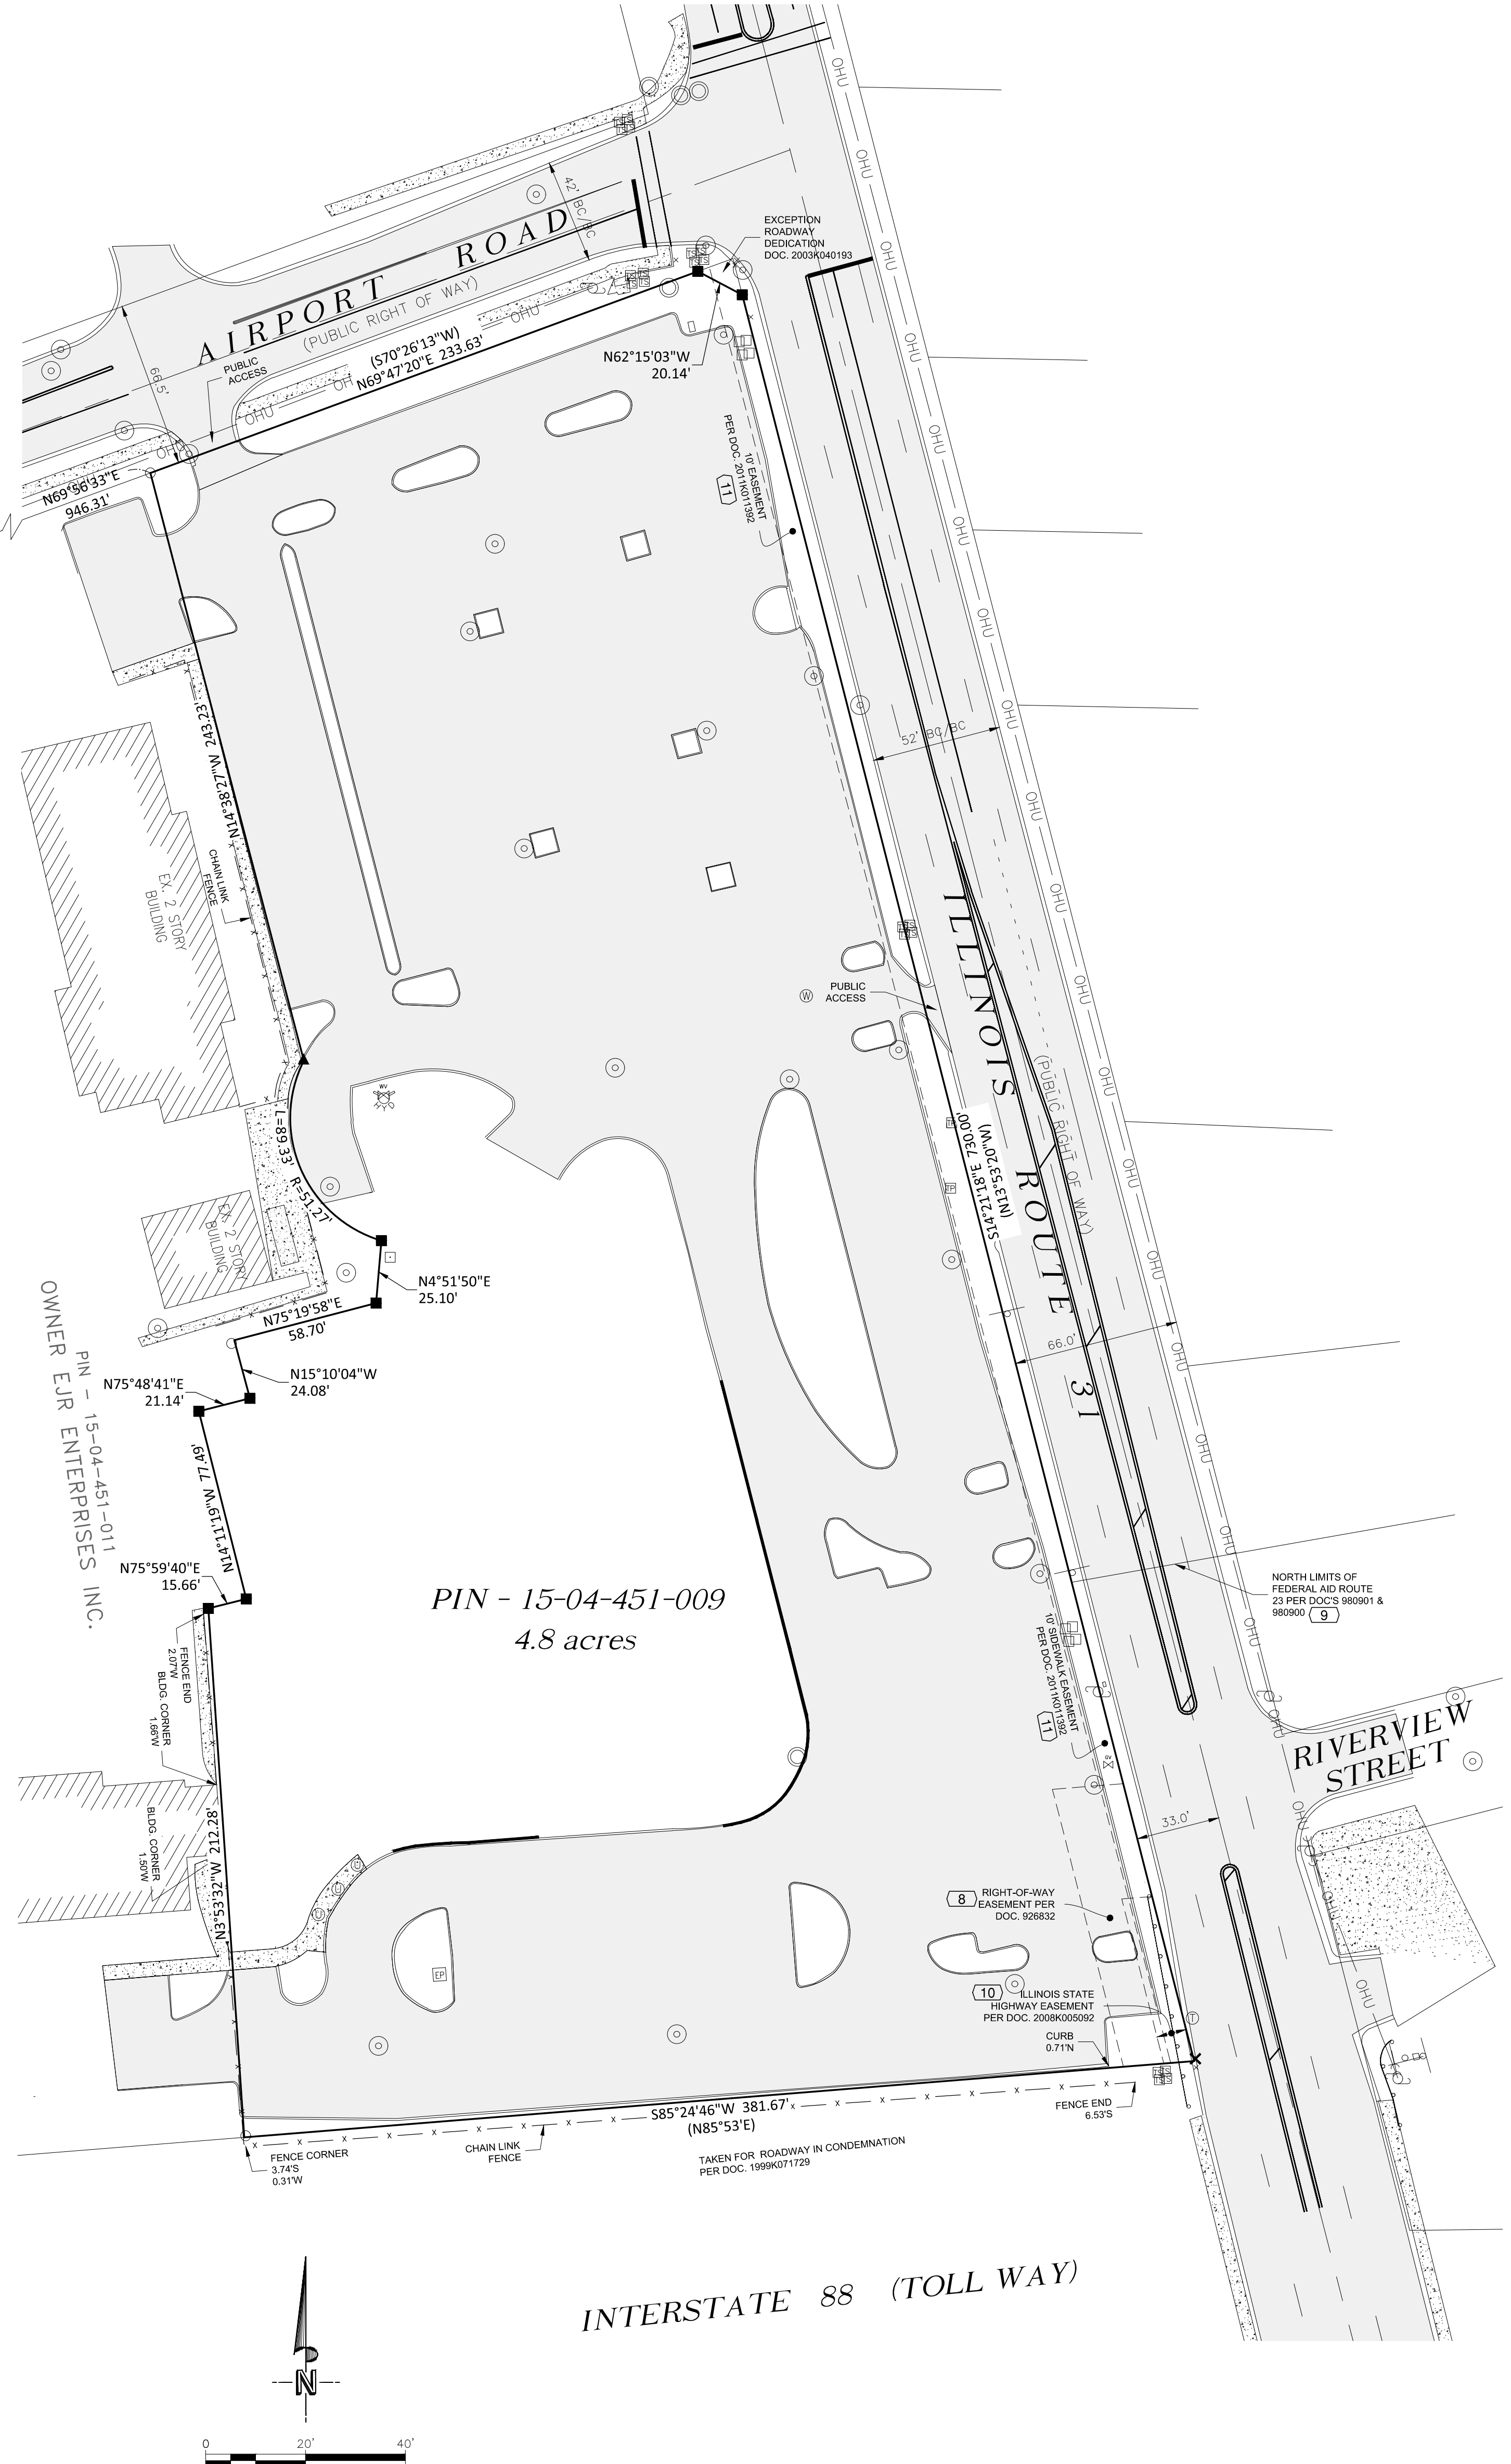 EXCEPTION
ROADWAY
DEDICATION
DOC. 2003K040193
42' BC/BC
AIRPORT ROAD
(PUBLIC RIGHT OF WAY)
(S70°26'13"W)
N69°47'20"E 233.63'
N62°15'03"W
20.14'
PUBLIC
ACCESS
66.5'
N69°56'33"E
946.31'
10' EASEMENT
PER DOC. 2011K011392
11
N14°38'27"W 243.23'
CHAIN LINK
FENCE
EX. 2 STORY
BUILDING
52' BC/BC
PUBLIC
ACCESS
W
ILLINOIS ROUTE 31
(PUBLIC RIGHT OF WAY)
S14°21'18"E 730.00'
(N13°53'20"W)
WV
L=89.33' R=51.27'
EX. 2 STORY
BUILDING
N4°51'50"E
25.10'
N75°19'58"E
58.70'
N15°10'04"W
24.08'
N75°48'41"E
21.14'
66.0'
PIN - 15-04-451-011
OWNER EJR ENTERPRISES INC.
N14°11'19"W 77.49'
N75°59'40"E
15.66'
PIN - 15-04-451-009
4.8 acres
NORTH LIMITS OF
FEDERAL AID ROUTE
23 PER DOC'S 980901 &
980900 9
FENCE END
2.07'W
BLDG. CORNER
1.66'W
10' SIDEWALK EASEMENT
PER DOC. 2011K011392
11
GV
RIVERVIEW
STREET
33.0'
BLDG. CORNER
1.50'W
N3°53'32"W 212.28'
U
U
U
EP
8 RIGHT-OF-WAY
EASEMENT PER
DOC. 926832
10 ILLINOIS STATE
HIGHWAY EASEMENT
PER DOC. 2008K005092
T
CURB
0.71'N
FENCE END
6.53'S
S85°24'46"W 381.67'
(N85°53'E)
FENCE CORNER
3.74'S
0.31'W
CHAIN LINK
FENCE
TAKEN FOR ROADWAY IN CONDEMNATION
PER DOC. 1999K071729
INTERSTATE 88 (TOLL WAY)
N
0 20' 40'